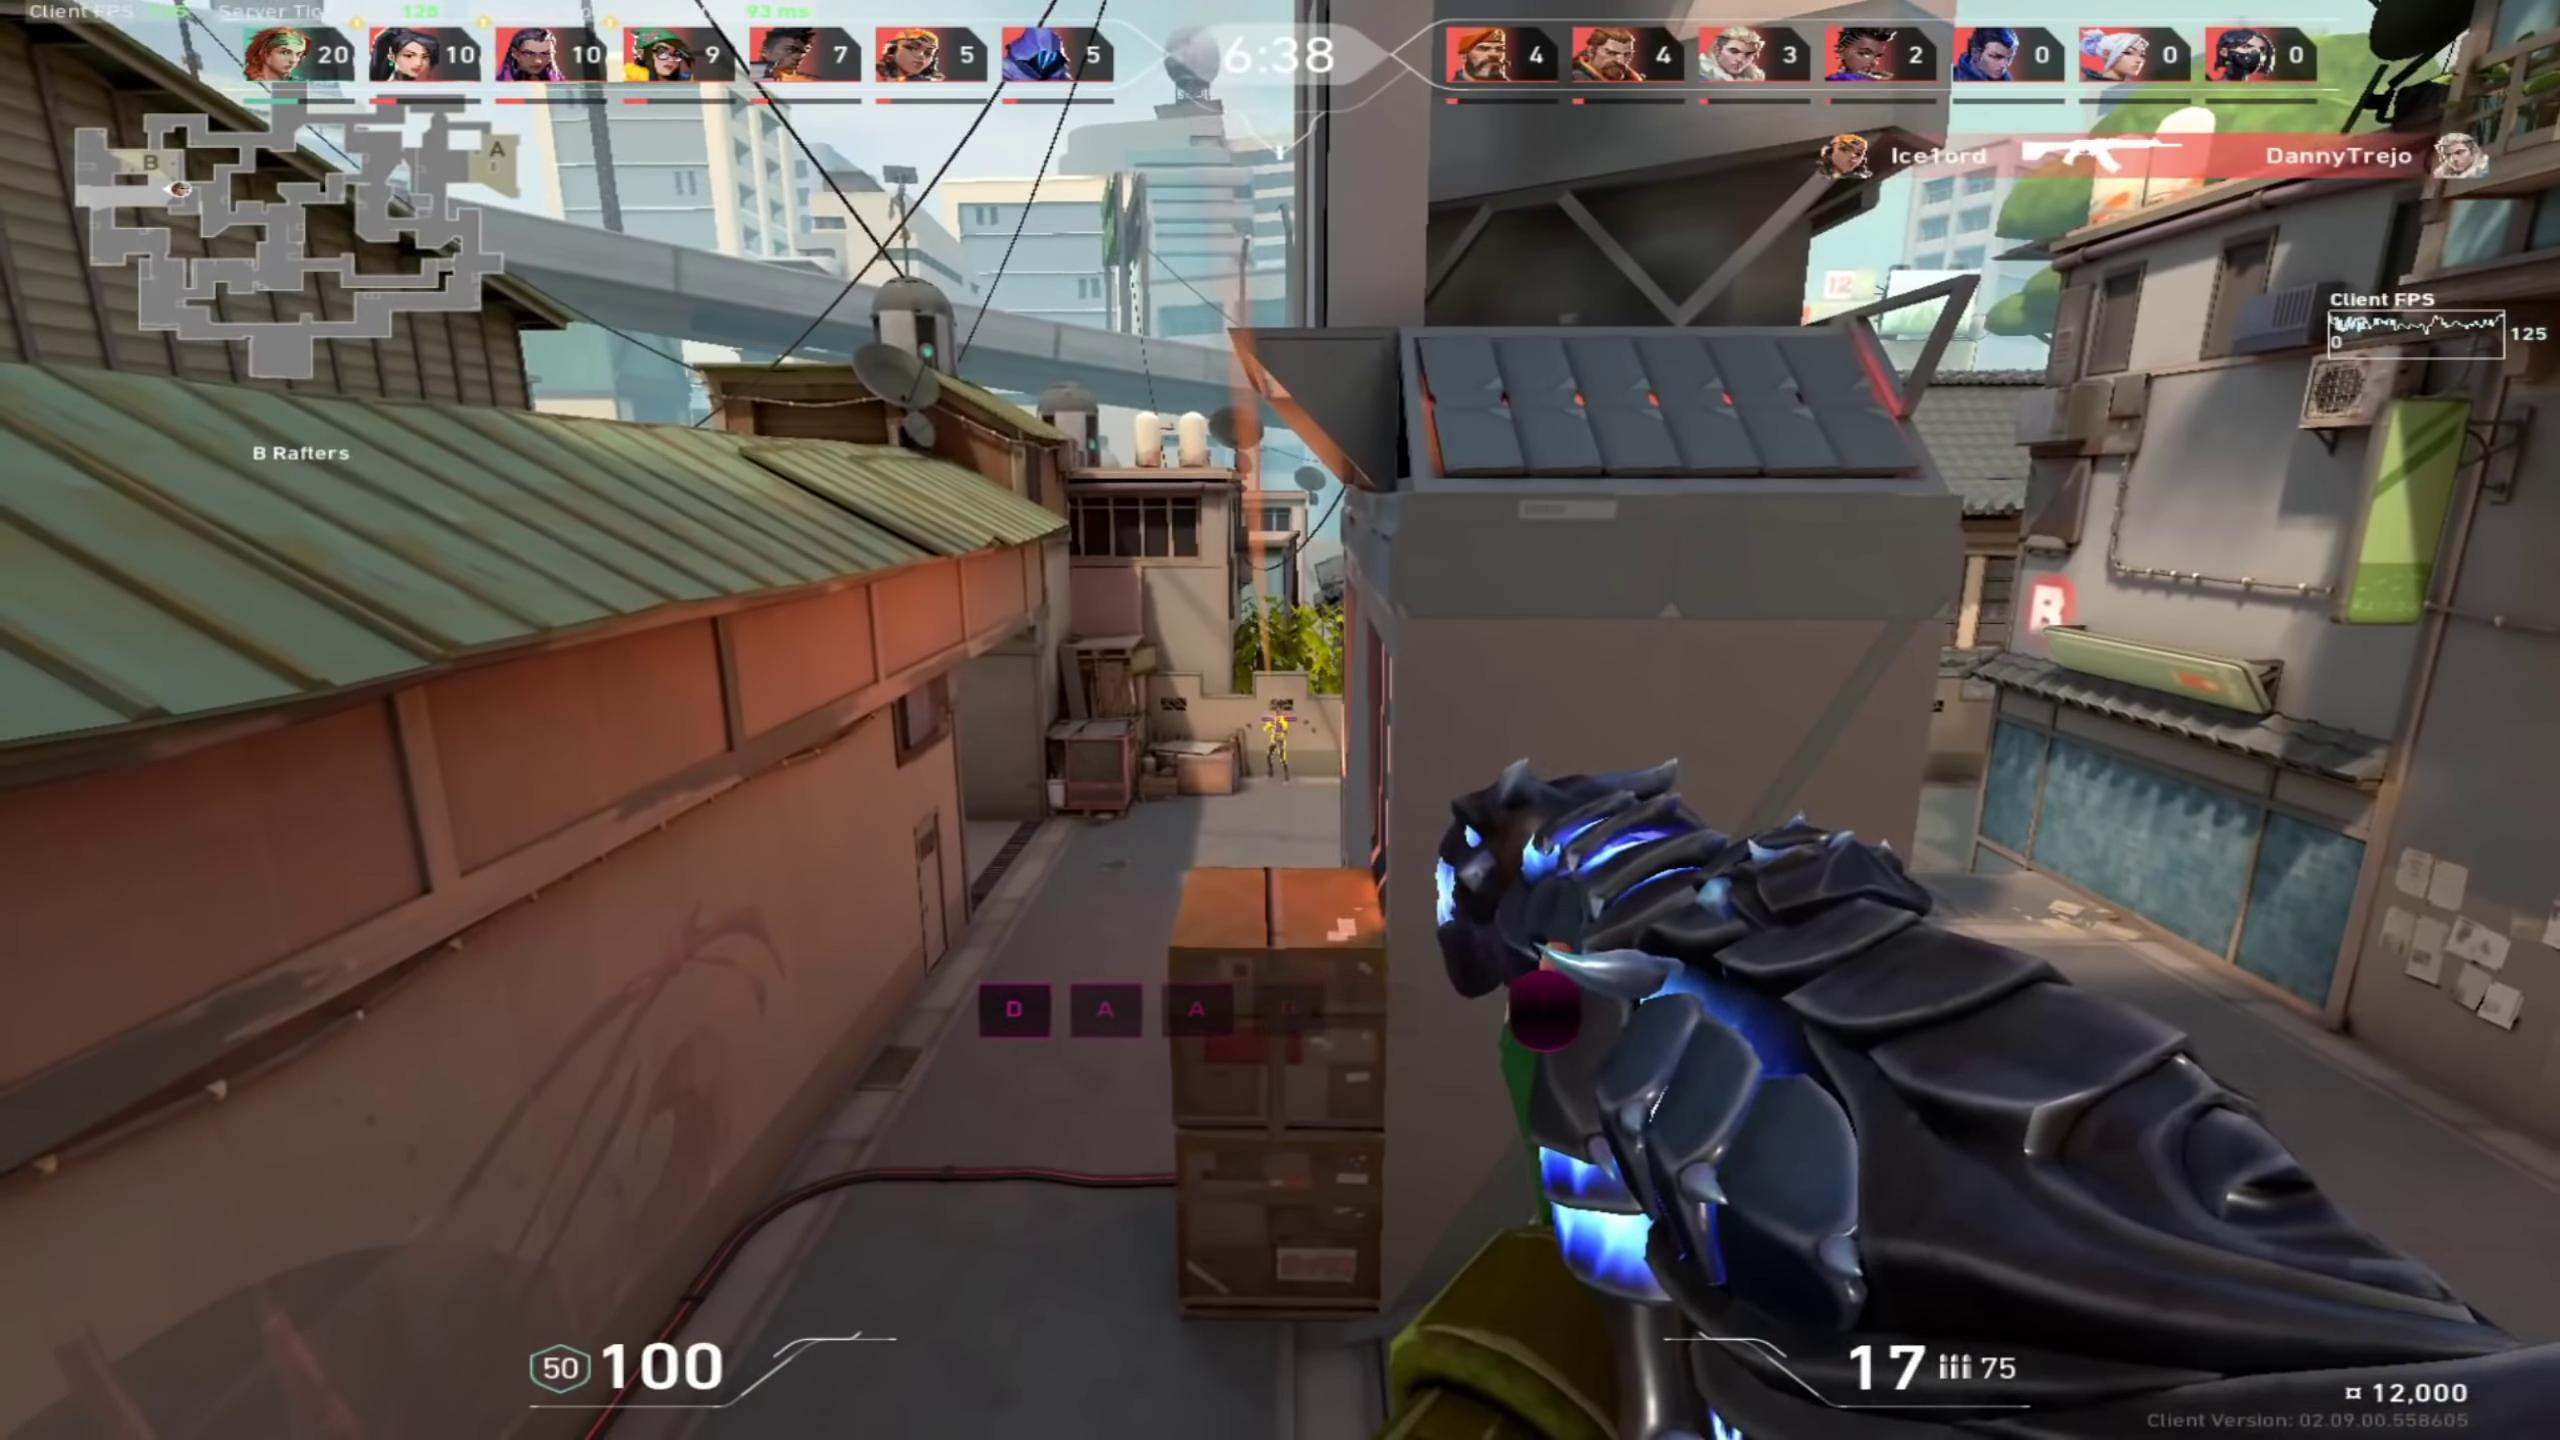 Client FPS
128
93 ms
20 10 10 9 7 5 5 6:38 4 4 3 2 0 0 0
B
A
Ice1ord DannyTrejo
12
Client FPS
125
0
B Rafters
B
D A A
50 100
17 75
¤ 12,000
Client Version: 02.09.00.558605